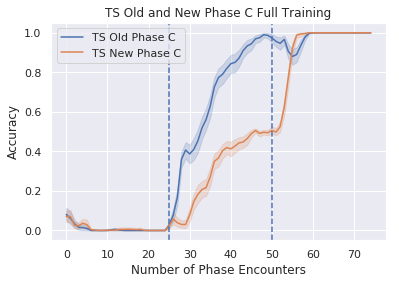 TS Old and New Phase C Full Training
TS Old Phase C
TS New Phase C
1.0
0.8
0.6
0.4
0.2
0.0
Accuracy
0 10 20 30 40 50 60 70
Number of Phase Encounters